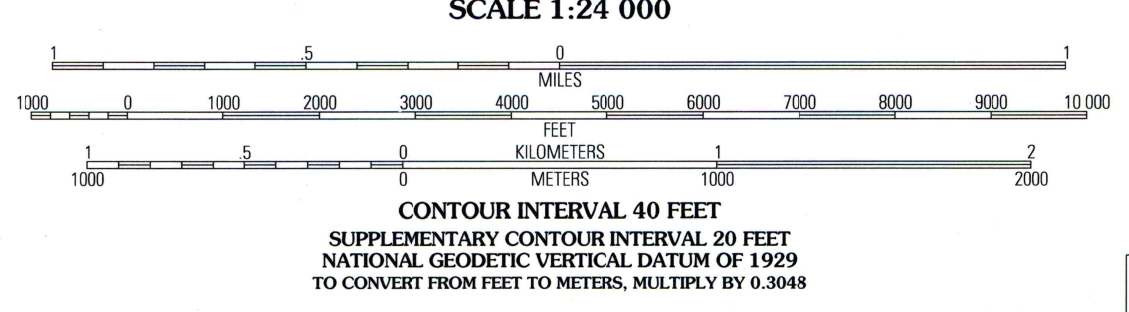 SCALE 1:24 000
1 .5 0 1
MILES
1000 0 1000 2000 3000 4000 5000 6000 7000 8000 9000 10 000
FEET
1 .5 0 KILOMETERS 1 2
1000 0 METERS 1000 2000
CONTOUR INTERVAL 40 FEET
SUPPLEMENTARY CONTOUR INTERVAL 20 FEET
NATIONAL GEODETIC VERTICAL DATUM OF 1929
TO CONVERT FROM FEET TO METERS, MULTIPLY BY 0.3048